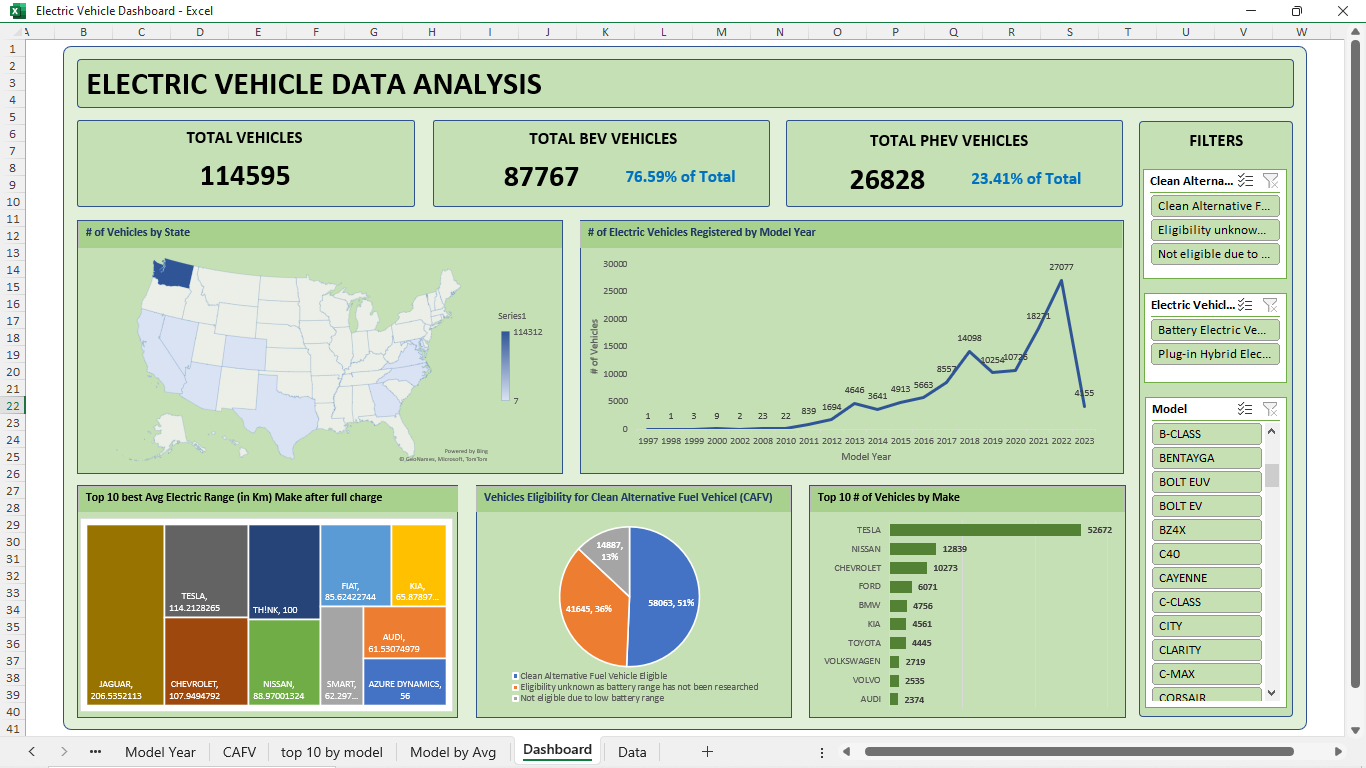 Electric Vehicle Dashboard - Excel
A B C D E F G H I J K L M N O P Q R S T U V W
1
2
3
4
5
6
7
8
9
10
11
12
13
14
15
16
17
18
19
20
21
22
23
24
25
26
27
28
29
30
31
32
33
34
35
36
37
38
39
40
41
ELECTRIC VEHICLE DATA ANALYSIS
TOTAL VEHICLES
114595
TOTAL BEV VEHICLES
87767 76.59% of Total
TOTAL PHEV VEHICLES
26828 23.41% of Total
FILTERS
Clean Alterna...
Clean Alternative F...
Eligibility unknow...
Not eligible due to ...
Electric Vehicl...
Battery Electric Ve...
Plug-in Hybrid Elec...
Model
B-CLASS
BENTAYGA
BOLT EUV
BOLT EV
BZ4X
C40
CAYENNE
C-CLASS
CITY
CLARITY
C-MAX
CORSAIR
# of Vehicles by State
Series1
114312
7
Powered by Bing
© GeoNames, Microsoft, TomTom
# of Electric Vehicles Registered by Model Year
# of Vehicles
30000
25000
20000
15000
10000
5000
0
1 1 3 9 2 23 22 839 1694 4646 3641 4913 5663 8557 14098 10254 10726 18271 27077 4155
1997 1998 1999 2000 2002 2008 2010 2011 2012 2013 2014 2015 2016 2017 2018 2019 2020 2021 2022 2023
Model Year
Top 10 best Avg Electric Range (in Km) Make after full charge
JAGUAR,
206.5352113
TESLA,
114.2128265
CHEVROLET,
107.9494792
TH!NK, 100
NISSAN,
88.97001324
FIAT,
85.62422744
KIA,
65.87897...
SMART,
62.297...
AUDI,
61.53074979
AZURE DYNAMICS,
56
Vehicles Eligibility for Clean Alternative Fuel Vehicel (CAFV)
14887,
13%
41645, 36%
58063, 51%
Clean Alternative Fuel Vehicle Eligible
Eligibility unknown as battery range has not been researched
Not eligible due to low battery range
Top 10 # of Vehicles by Make
TESLA 52672
NISSAN 12839
CHEVROLET 10273
FORD 6071
BMW 4756
KIA 4561
TOYOTA 4445
VOLKSWAGEN 2719
VOLVO 2535
AUDI 2374
Model Year CAFV top 10 by model Model by Avg Dashboard Data